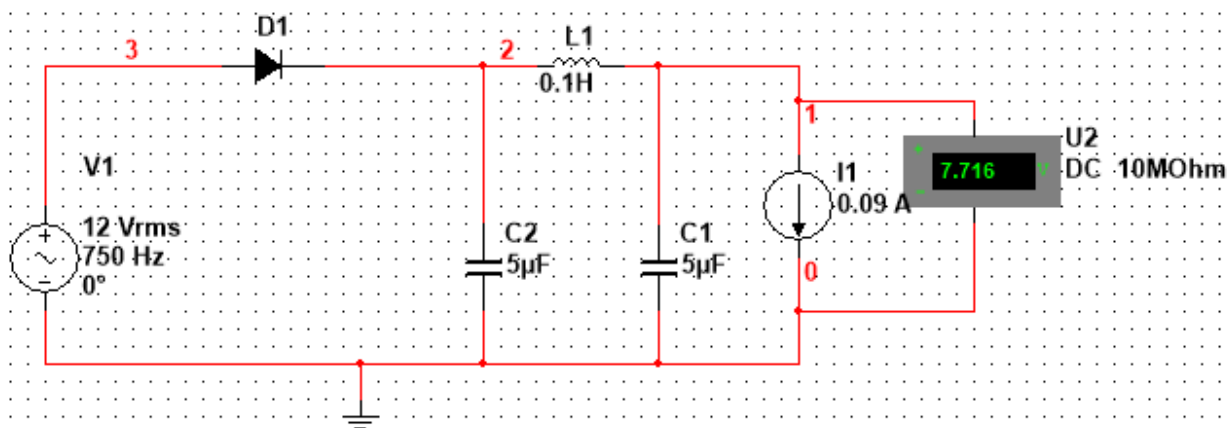 D1
3
2
L1
0.1H
1
V1
12 Vrms
750 Hz
0°
C2
5µF
C1
5µF
I1
0.09 A
0
+
7.716
V
-
U2
DC 10MOhm